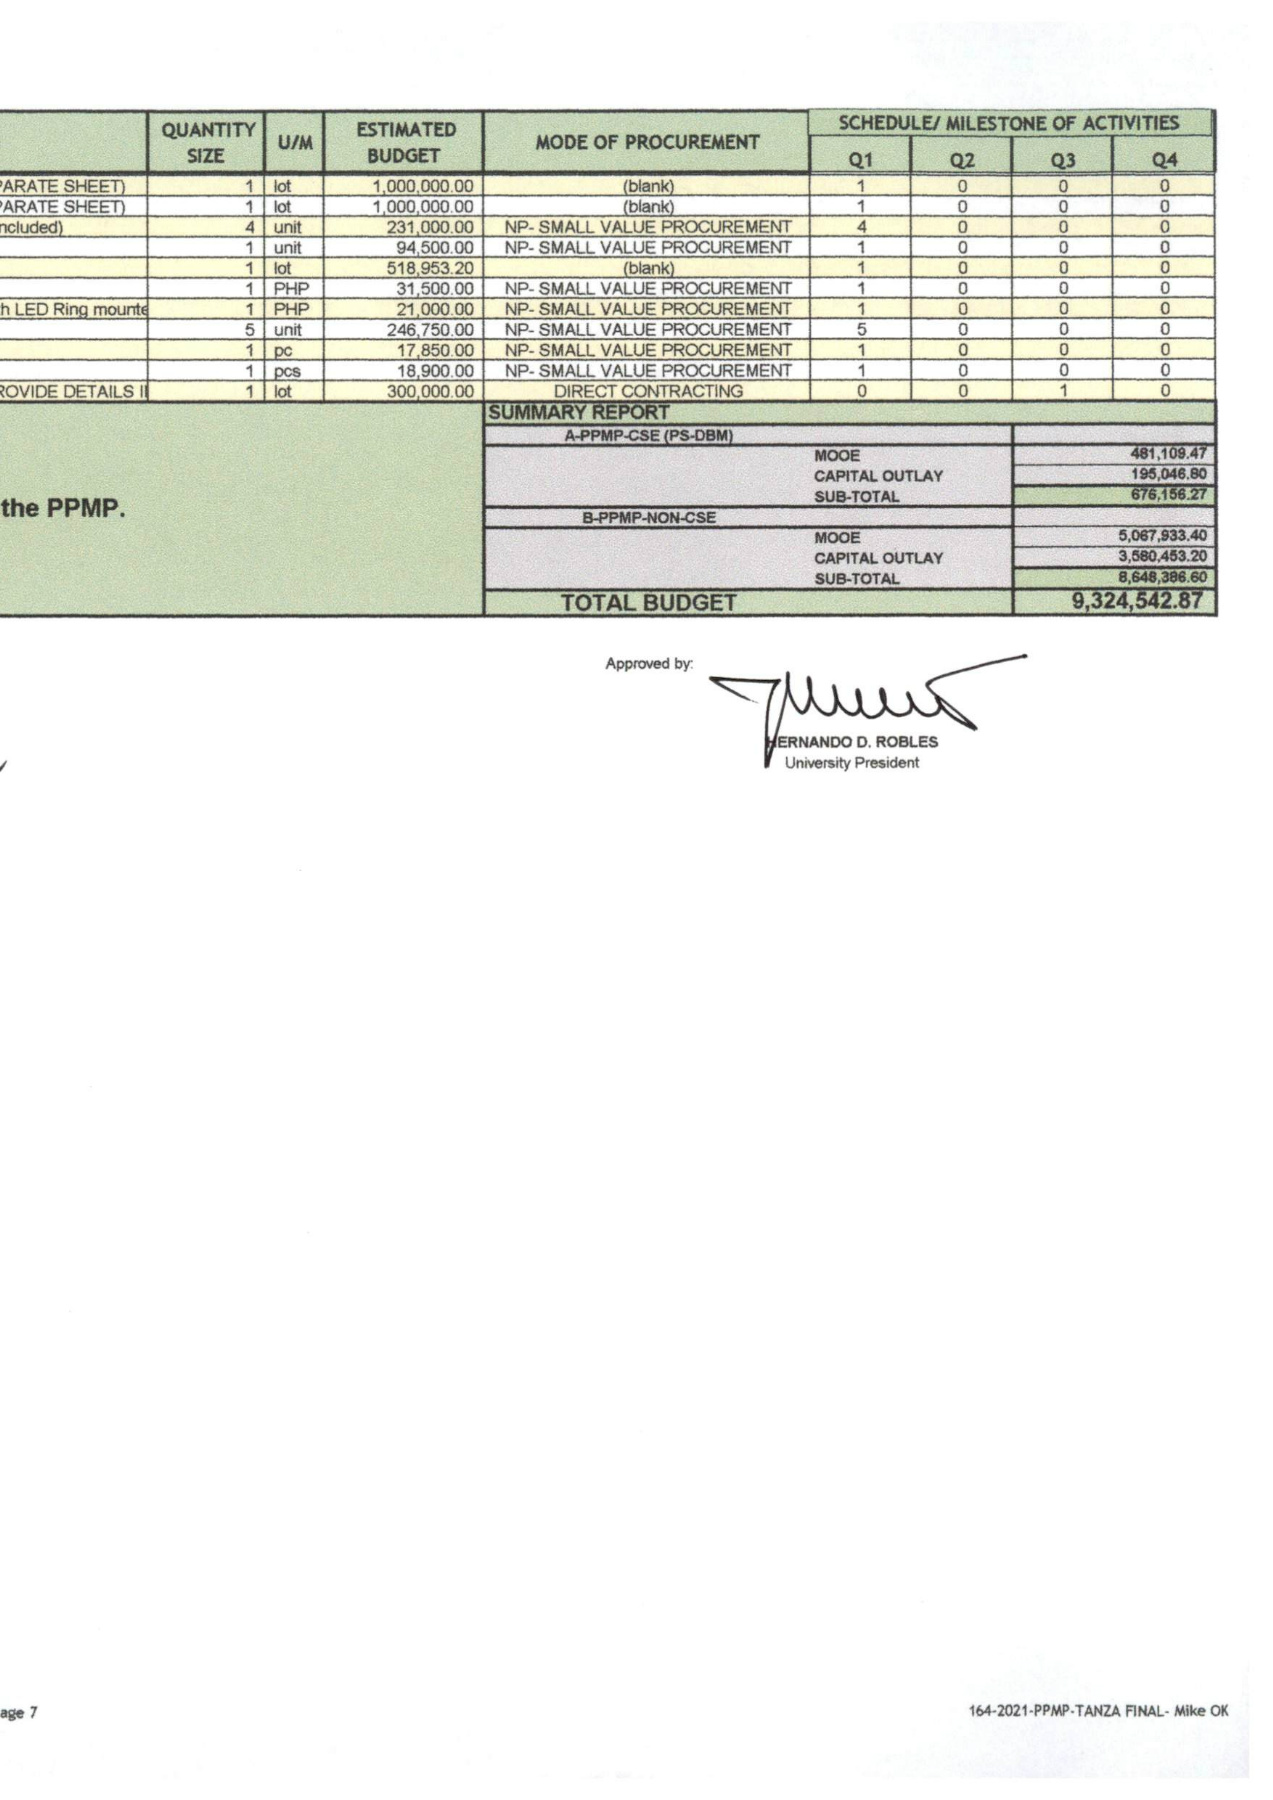 QUANTITY SIZE U/M ESTIMATED BUDGET MODE OF PROCUREMENT SCHEDULE/ MILESTONE OF ACTIVITIES
Q1 Q2 Q3 Q4
PARATE SHEET) 1 lot 1,000,000.00 (blank) 1 0 0 0
PARATE SHEET) 1 lot 1,000,000.00 (blank) 1 0 0 0
ncluded) 4 unit 231,000.00 NP- SMALL VALUE PROCUREMENT 4 0 0 0
1 unit 94,500.00 NP- SMALL VALUE PROCUREMENT 1 0 0 0
1 lot 518,953.20 (blank) 1 0 0 0
1 PHP 31,500.00 NP- SMALL VALUE PROCUREMENT 1 0 0 0
h LED Ring mounte 1 PHP 21,000.00 NP- SMALL VALUE PROCUREMENT 1 0 0 0
5 unit 246,750.00 NP- SMALL VALUE PROCUREMENT 5 0 0 0
1 pc 17,850.00 NP- SMALL VALUE PROCUREMENT 1 0 0 0
1 pcs 18,900.00 NP- SMALL VALUE PROCUREMENT 1 0 0 0
ROVIDE DETAILS I 1 lot 300,000.00 DIRECT CONTRACTING 0 0 1 0
SUMMARY REPORT
A-PPMP-CSE (PS-DBM)
MOOE 481,109.47
CAPITAL OUTLAY 195,046.80
SUB-TOTAL 676,156.27
the PPMP.
B-PPMP-NON-CSE
MOOE 5,067,933.40
CAPITAL OUTLAY 3,580,453.20
SUB-TOTAL 8,648,386.60
TOTAL BUDGET 9,324,542.87
Approved by:
HERNANDO D. ROBLES
University President
age 7
164-2021-PPMP-TANZA FINAL- Mike OK